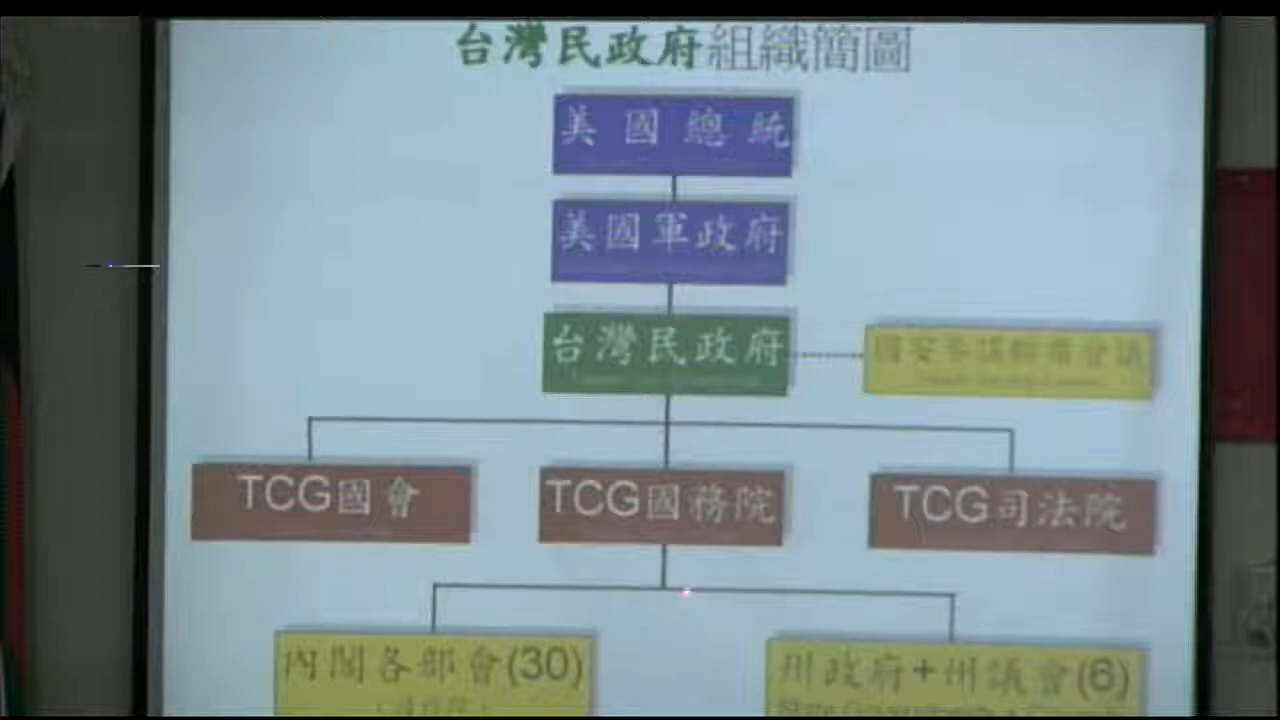 台灣民政府組織簡圖
美國總統
美國軍政府
台灣民政府
TCG國會
TCG國務院
TCG司法院
內閣各部會(30)
州政府+州議會(6)